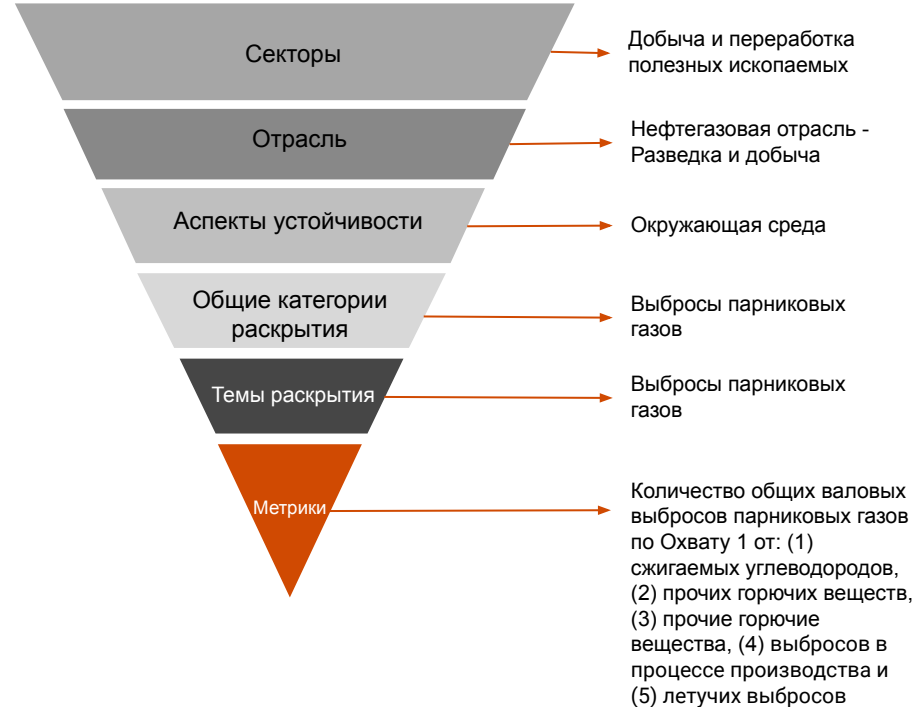 Секторы
Добыча и переработка
полезных ископаемых
Отрасль
Нефтегазовая отрасль -
Разведка и добыча
Аспекты устойчивости
Окружающая среда
Общие категории
раскрытия
Выбросы парниковых
газов
Темы раскрытия
Выбросы парниковых
газов
Метрики
Количество общих валовых
выбросов парниковых газов
по Охвату 1 от: (1)
сжигаемых углеводородов,
(2) прочих горючих веществ,
(3) прочие горючие
вещества, (4) выбросов в
процессе производства и
(5) летучих выбросов